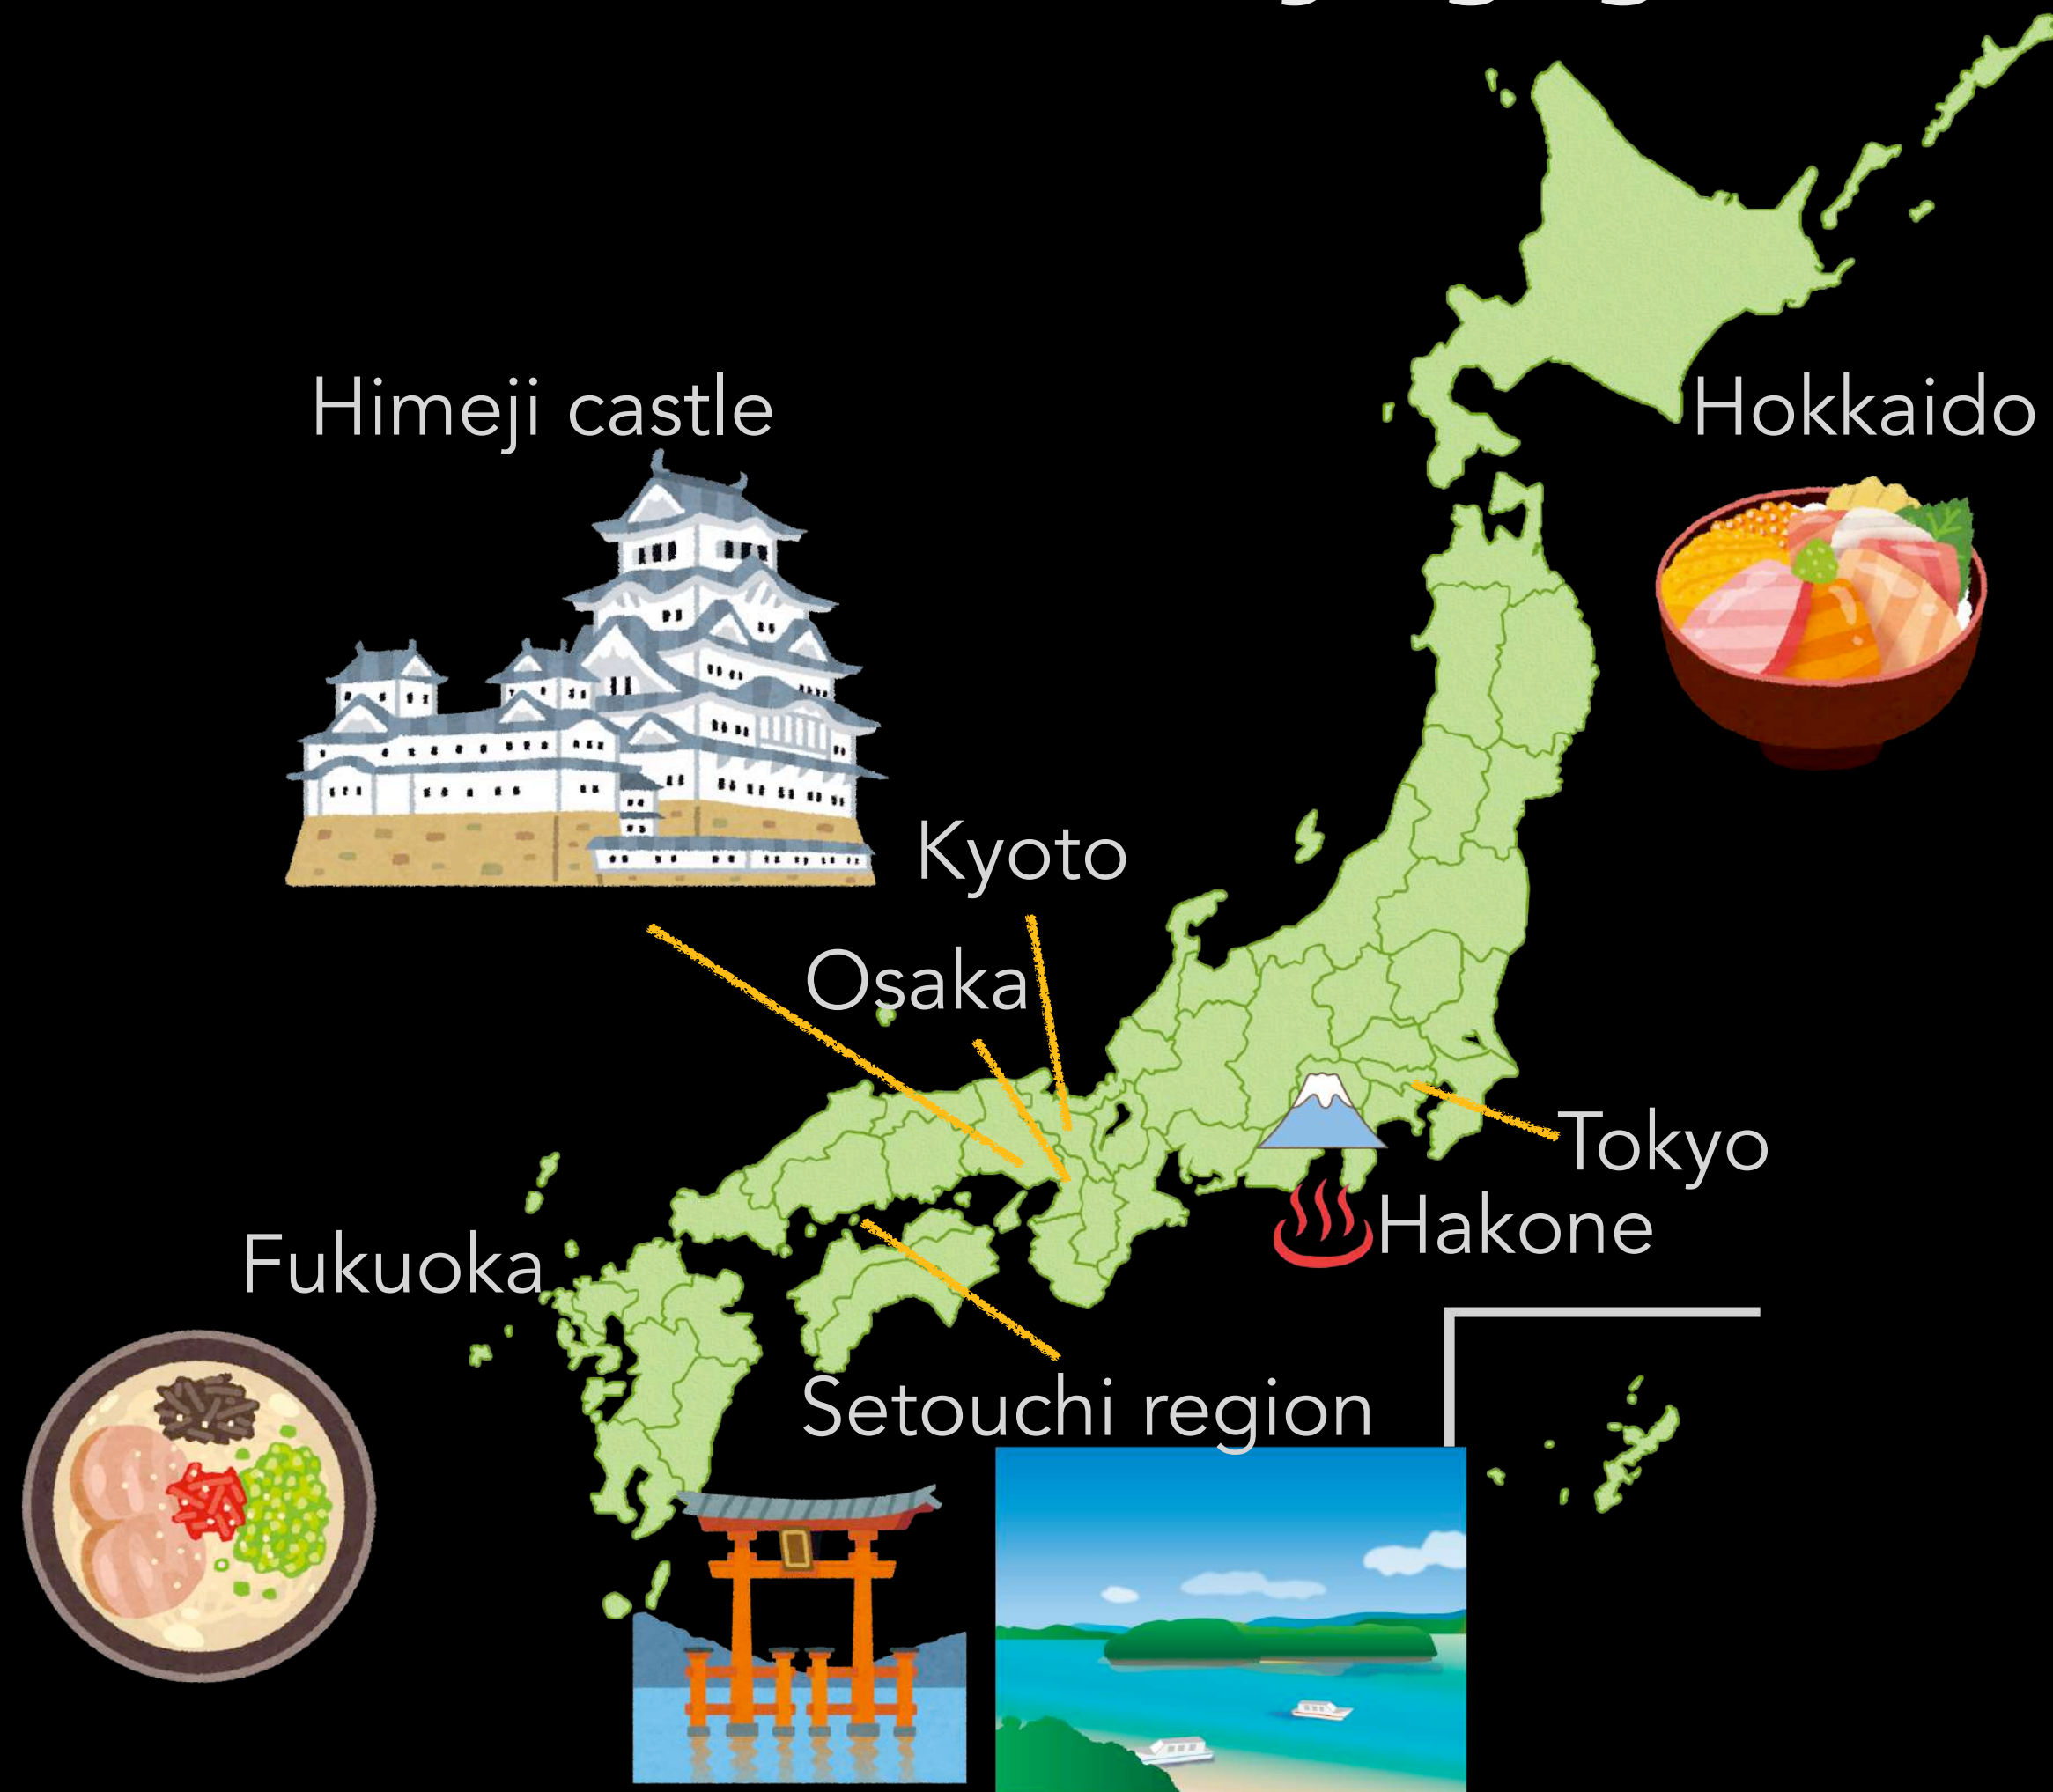 Himeji castle
Hokkaido
Kyoto
Osaka
Tokyo
Hakone
Fukuoka
Setouchi region